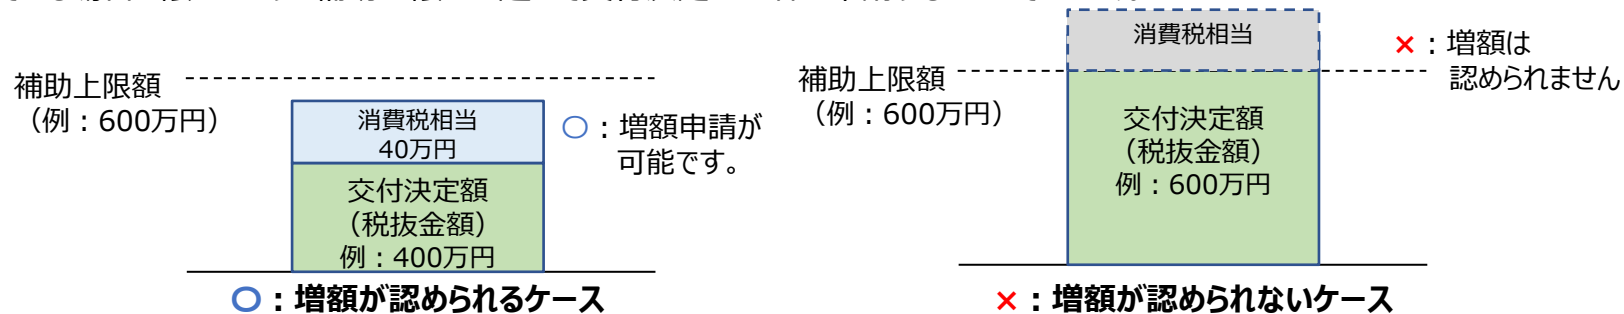 補助上限額
（例：600万円）
消費税相当
40万円
交付決定額
（税抜金額）
例：400万円
〇：増額申請が
可能です。
〇：増額が認められるケース
消費税相当
補助上限額
（例：600万円）
交付決定額
（税抜金額）
例：600万円
×：増額は
認められません
×：増額が認められないケース